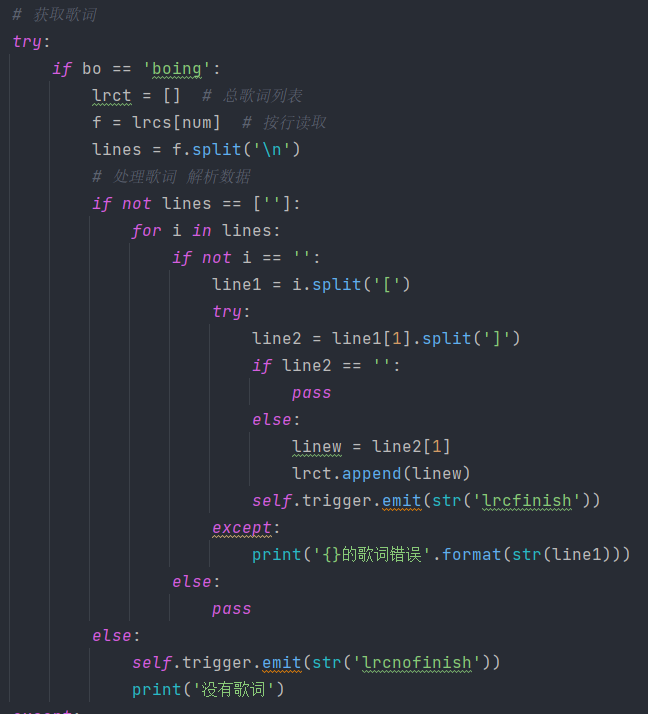 # 获取歌词
try:
    if bo == 'boing':
        lrct = []  # 总歌词列表
        f = lrcs[num]  # 按行读取
        lines = f.split('\n')
        # 处理歌词 解析数据
        if not lines == ['']:
            for i in lines:
                if not i == '':
                    line1 = i.split('[')
                    try:
                        line2 = line1[1].split(']')
                        if line2 == '':
                            pass
                        else:
                            linew = line2[1]
                            lrct.append(linew)
                        self.trigger.emit(str('lrcfinish'))
                    except:
                        print('{}的歌词错误'.format(str(line1)))
                else:
                    pass
        else:
            self.trigger.emit(str('lrcnofinish'))
            print('没有歌词')
except: